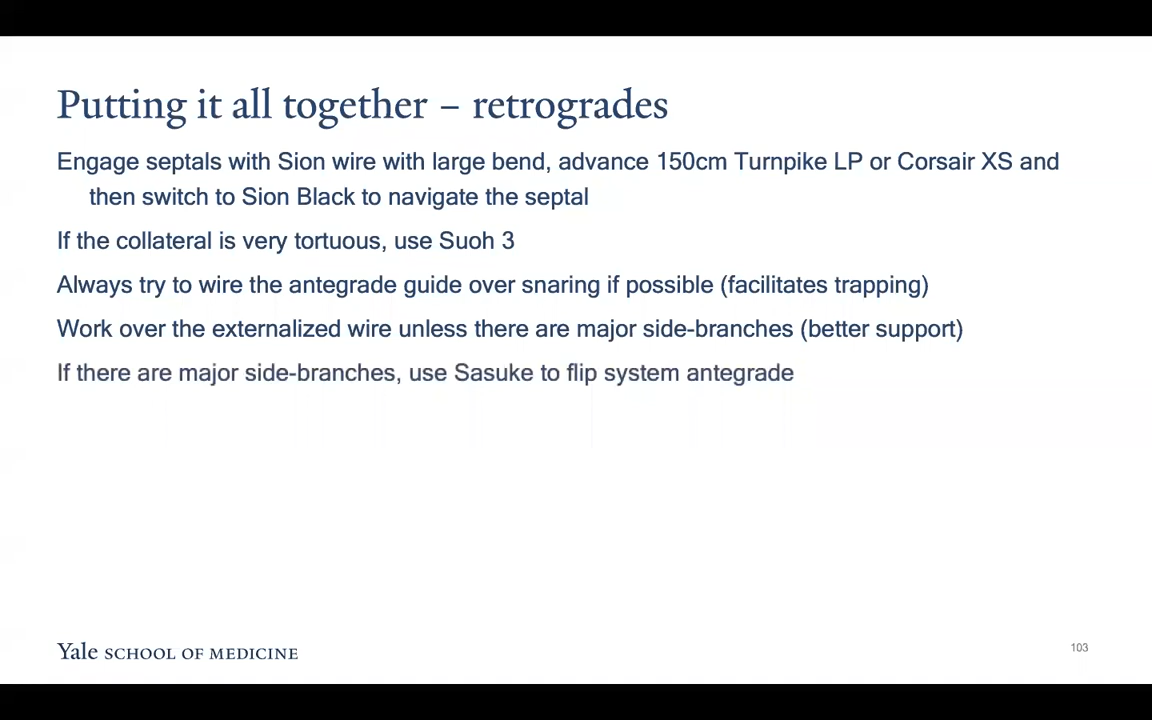 Putting it all together – retrogrades
Engage septals with Sion wire with large bend, advance 150cm Turnpike LP or Corsair XS and
then switch to Sion Black to navigate the septal
If the collateral is very tortuous, use Suoh 3
Always try to wire the antegrade guide over snaring if possible (facilitates trapping)
Work over the externalized wire unless there are major side-branches (better support)
If there are major side-branches, use Sasuke to flip system antegrade
Yale SCHOOL OF MEDICINE
103